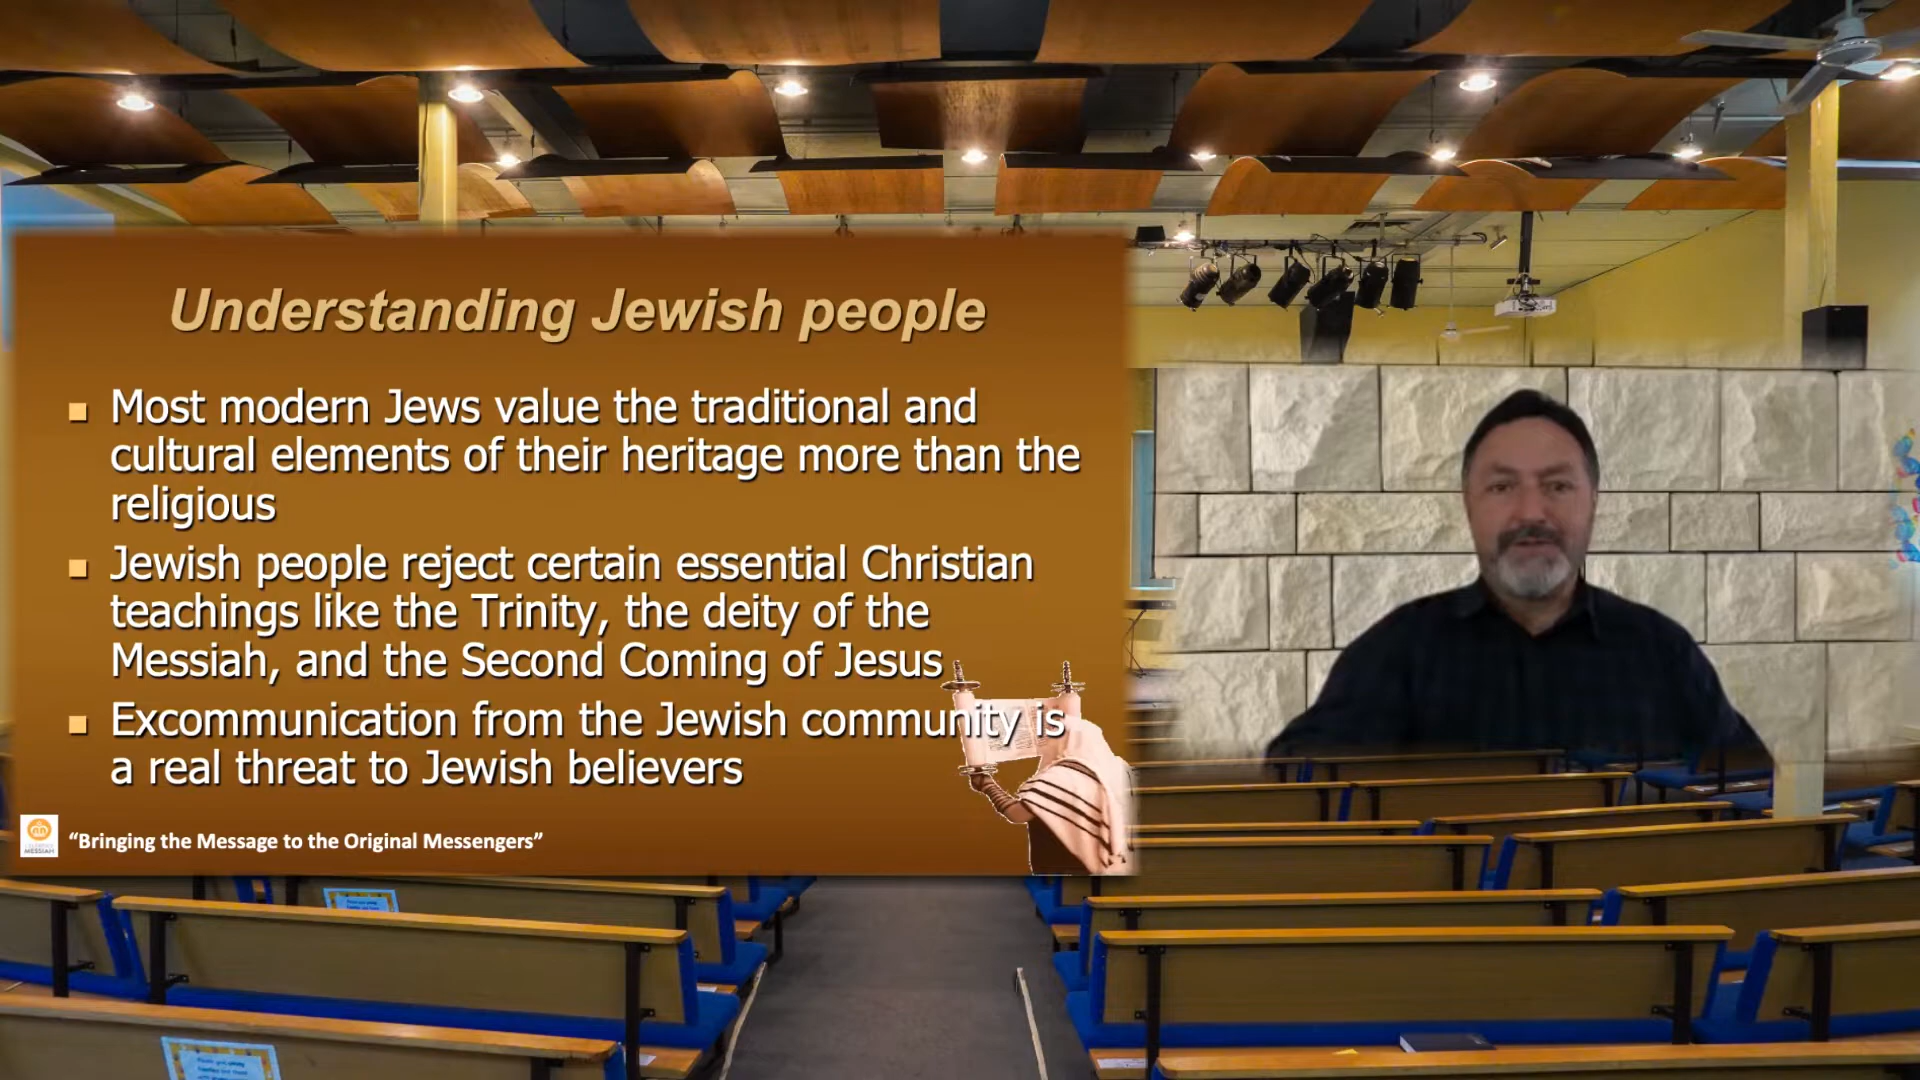 Understanding Jewish people
Most modern Jews value the traditional and
cultural elements of their heritage more than the
religious
Jewish people reject certain essential Christian
teachings like the Trinity, the deity of the
Messiah, and the Second Coming of Jesus
Excommunication from the Jewish community is
a real threat to Jewish believers
MESSIAH
“Bringing the Message to the Original Messengers”